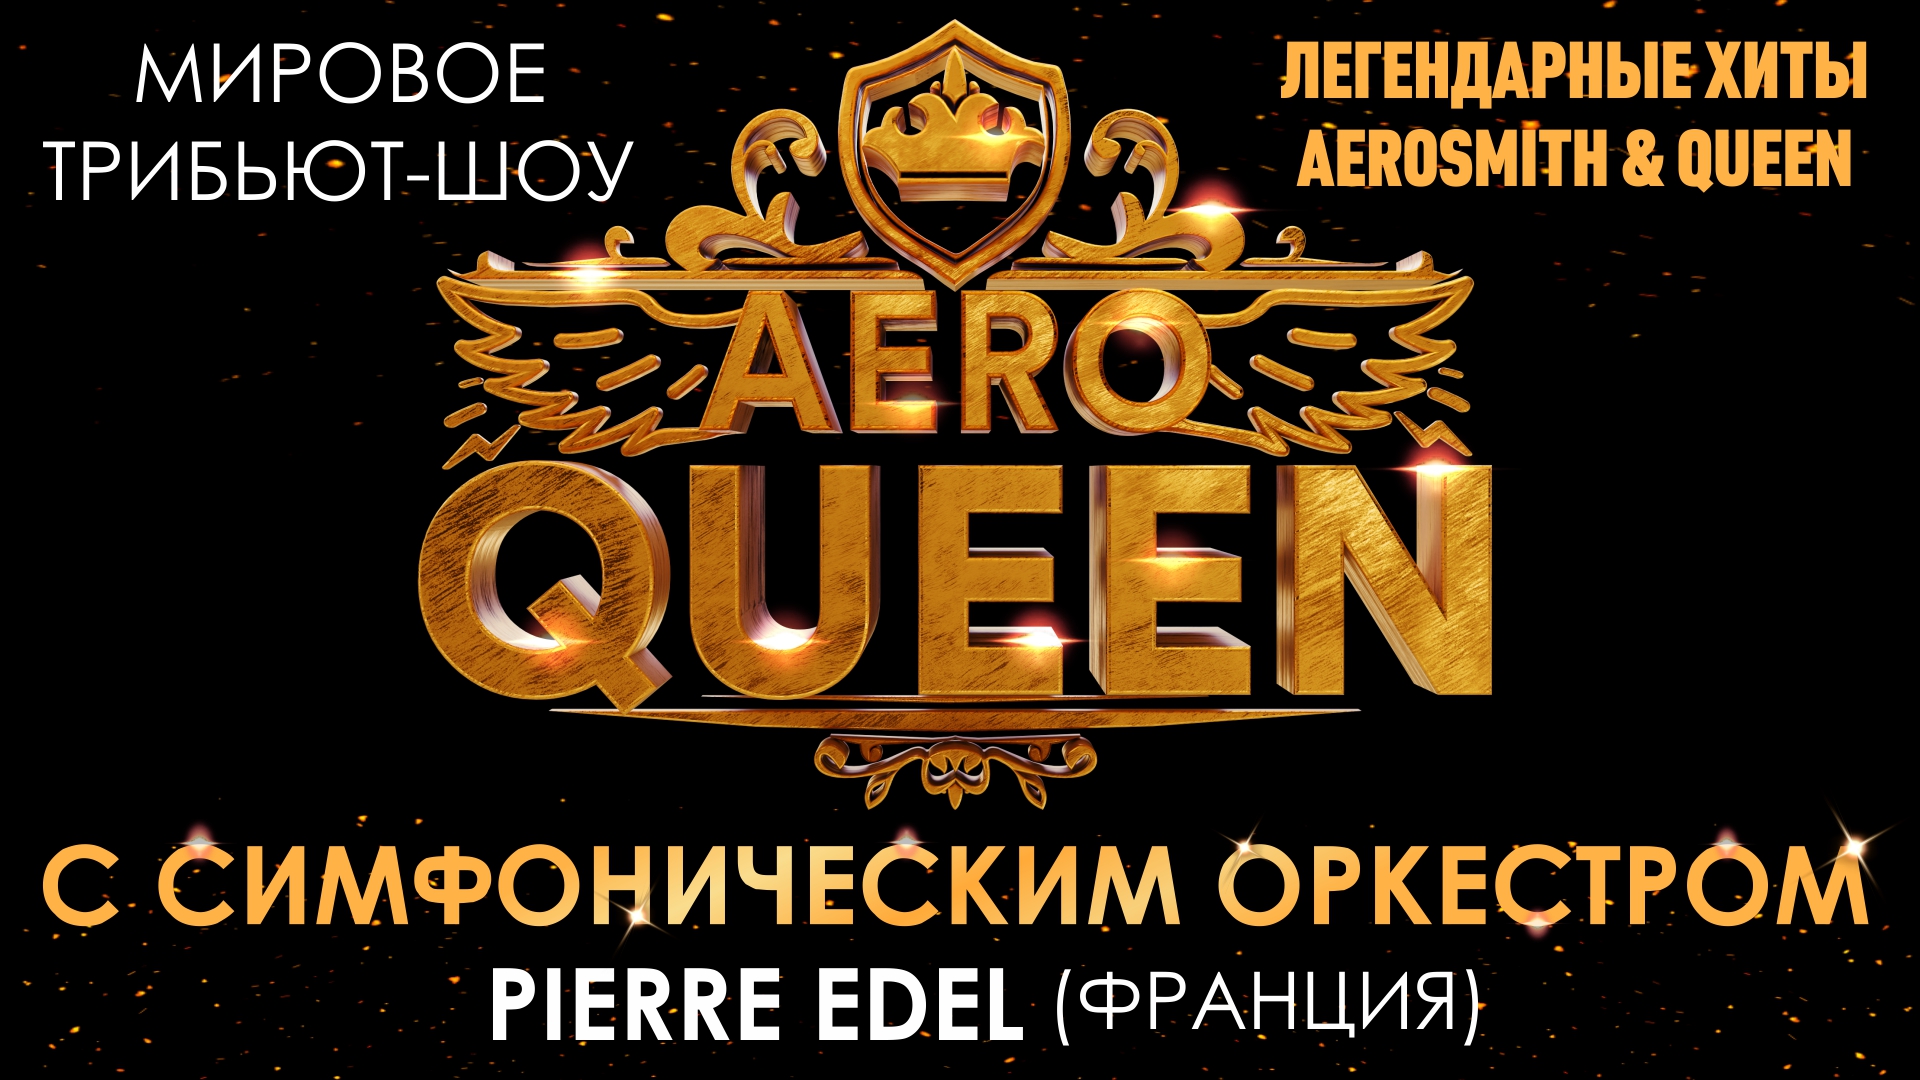 МИРОВОЕ
ТРИБЬЮТ-ШОУ
ЛЕГЕНДАРНЫЕ ХИТЫ
AEROSMITH & QUEEN
AERO
QUEEN
С СИМФОНИЧЕСКИМ ОРКЕСТРОМ
PIERRE EDEL (ФРАНЦИЯ)